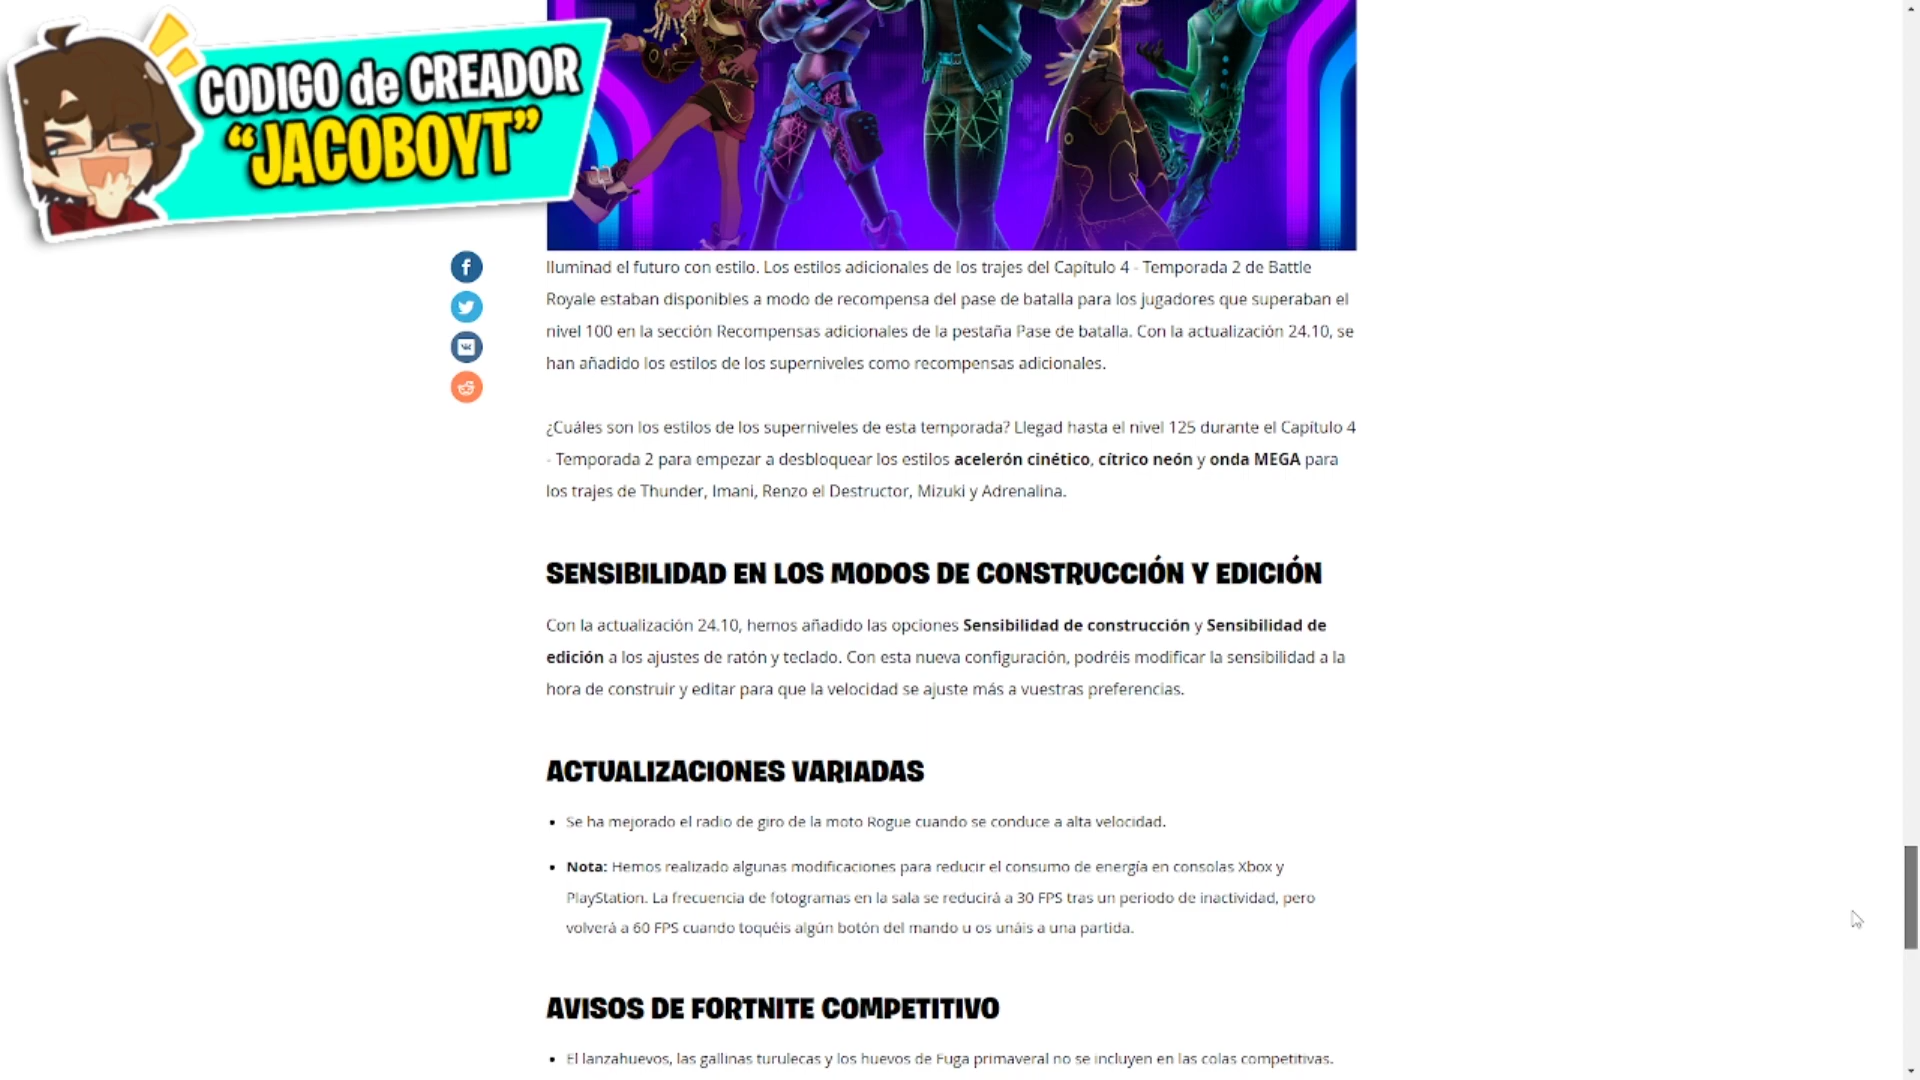 CODIGO de CREADOR
“JACOBOYT”
Iluminad el futuro con estilo. Los estilos adicionales de los trajes del Capítulo 4 - Temporada 2 de Battle
Royale estaban disponibles a modo de recompensa del pase de batalla para los jugadores que superaban el
nivel 100 en la sección Recompensas adicionales de la pestaña Pase de batalla. Con la actualización 24.10, se
han añadido los estilos de los superniveles como recompensas adicionales.
¿Cuáles son los estilos de los superniveles de esta temporada? Llegad hasta el nivel 125 durante el Capítulo 4
- Temporada 2 para empezar a desbloquear los estilos acelerón cinético, cítrico neón y onda MEGA para
los trajes de Thunder, Imani, Renzo el Destructor, Mizuki y Adrenalina.
SENSIBILIDAD EN LOS MODOS DE CONSTRUCCIÓN Y EDICIÓN
Con la actualización 24.10, hemos añadido las opciones Sensibilidad de construcción y Sensibilidad de
edición a los ajustes de ratón y teclado. Con esta nueva configuración, podréis modificar la sensibilidad a la
hora de construir y editar para que la velocidad se ajuste más a vuestras preferencias.
ACTUALIZACIONES VARIADAS
• Se ha mejorado el radio de giro de la moto Rogue cuando se conduce a alta velocidad.
• Nota: Hemos realizado algunas modificaciones para reducir el consumo de energía en consolas Xbox y
PlayStation. La frecuencia de fotogramas en la sala se reducirá a 30 FPS tras un periodo de inactividad, pero
volverá a 60 FPS cuando toquéis algún botón del mando u os unáis a una partida.
AVISOS DE FORTNITE COMPETITIVO
• El lanzahuevos, las gallinas turulecas y los huevos de Fuga primaveral no se incluyen en las colas competitivas.